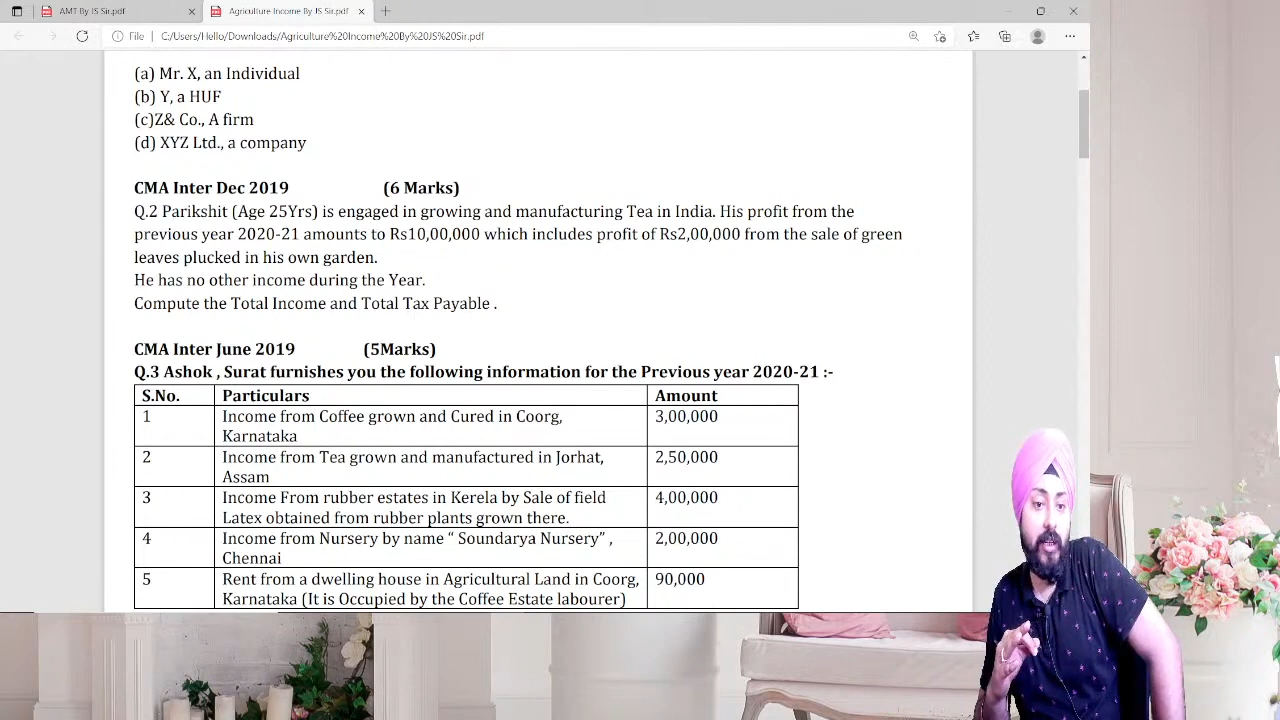 AMT By JS Sir.pdf
Agriculture Income By JS Sir.pdf
File
C:/Users/Hello/Downloads/Agriculture%20Income%20By%20JS%20Sir.pdf
(a) Mr. X, an Individual
(b) Y, a HUF
(c)Z& Co., A firm
(d) XYZ Ltd., a company
CMA Inter Dec 2019 (6 Marks)
Q.2 Parikshit (Age 25Yrs) is engaged in growing and manufacturing Tea in India. His profit from the
previous year 2020-21 amounts to Rs10,00,000 which includes profit of Rs2,00,000 from the sale of green
leaves plucked in his own garden.
He has no other income during the Year.
Compute the Total Income and Total Tax Payable .
CMA Inter June 2019 (5Marks)
Q.3 Ashok , Surat furnishes you the following information for the Previous year 2020-21 :-
S.No. Particulars Amount
1 Income from Coffee grown and Cured in Coorg, 3,00,000
Karnataka
2 Income from Tea grown and manufactured in Jorhat, 2,50,000
Assam
3 Income From rubber estates in Kerela by Sale of field 4,00,000
Latex obtained from rubber plants grown there.
4 Income from Nursery by name “ Soundarya Nursery” , 2,00,000
Chennai
5 Rent from a dwelling house in Agricultural Land in Coorg, 90,000
Karnataka (It is Occupied by the Coffee Estate labourer)